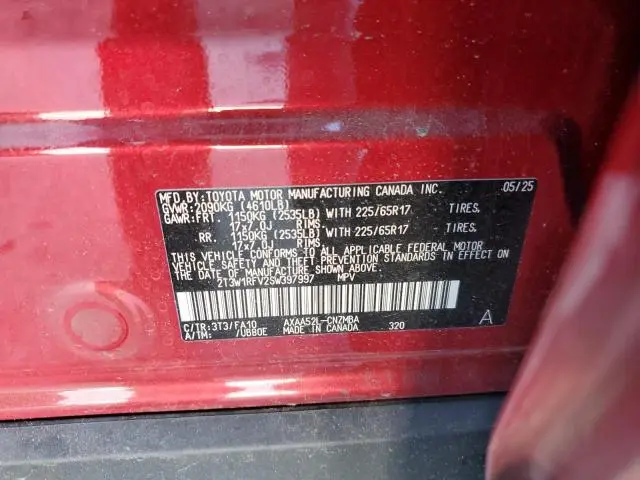 MFD.BY:TOYOTA MOTOR MANUFACTURING CANADA INC. 05/25
GVWR:2090KG (4610LB)
GAWR:FRT. 1150KG (2535LB) WITH 225/65R17 TIRES.
17x7.0J RIMS
RR. 1150KG (2535LB) WITH 225/65R17 TIRES.
17x7.0J RIMS
THIS VEHICLE CONFORMS TO ALL APPLICABLE FEDERAL MOTOR
VEHICLE SAFETY AND THEFT PREVENTION STANDARDS IN EFFECT ON
THE DATE OF MANUFACTURE SHOWN ABOVE.
2T3W1RFV2SW397997 MPV
C/TR:3T3/FA10 AXAA52L-CNZMBA 320 A
A/TM: /UB80E MADE IN CANADA